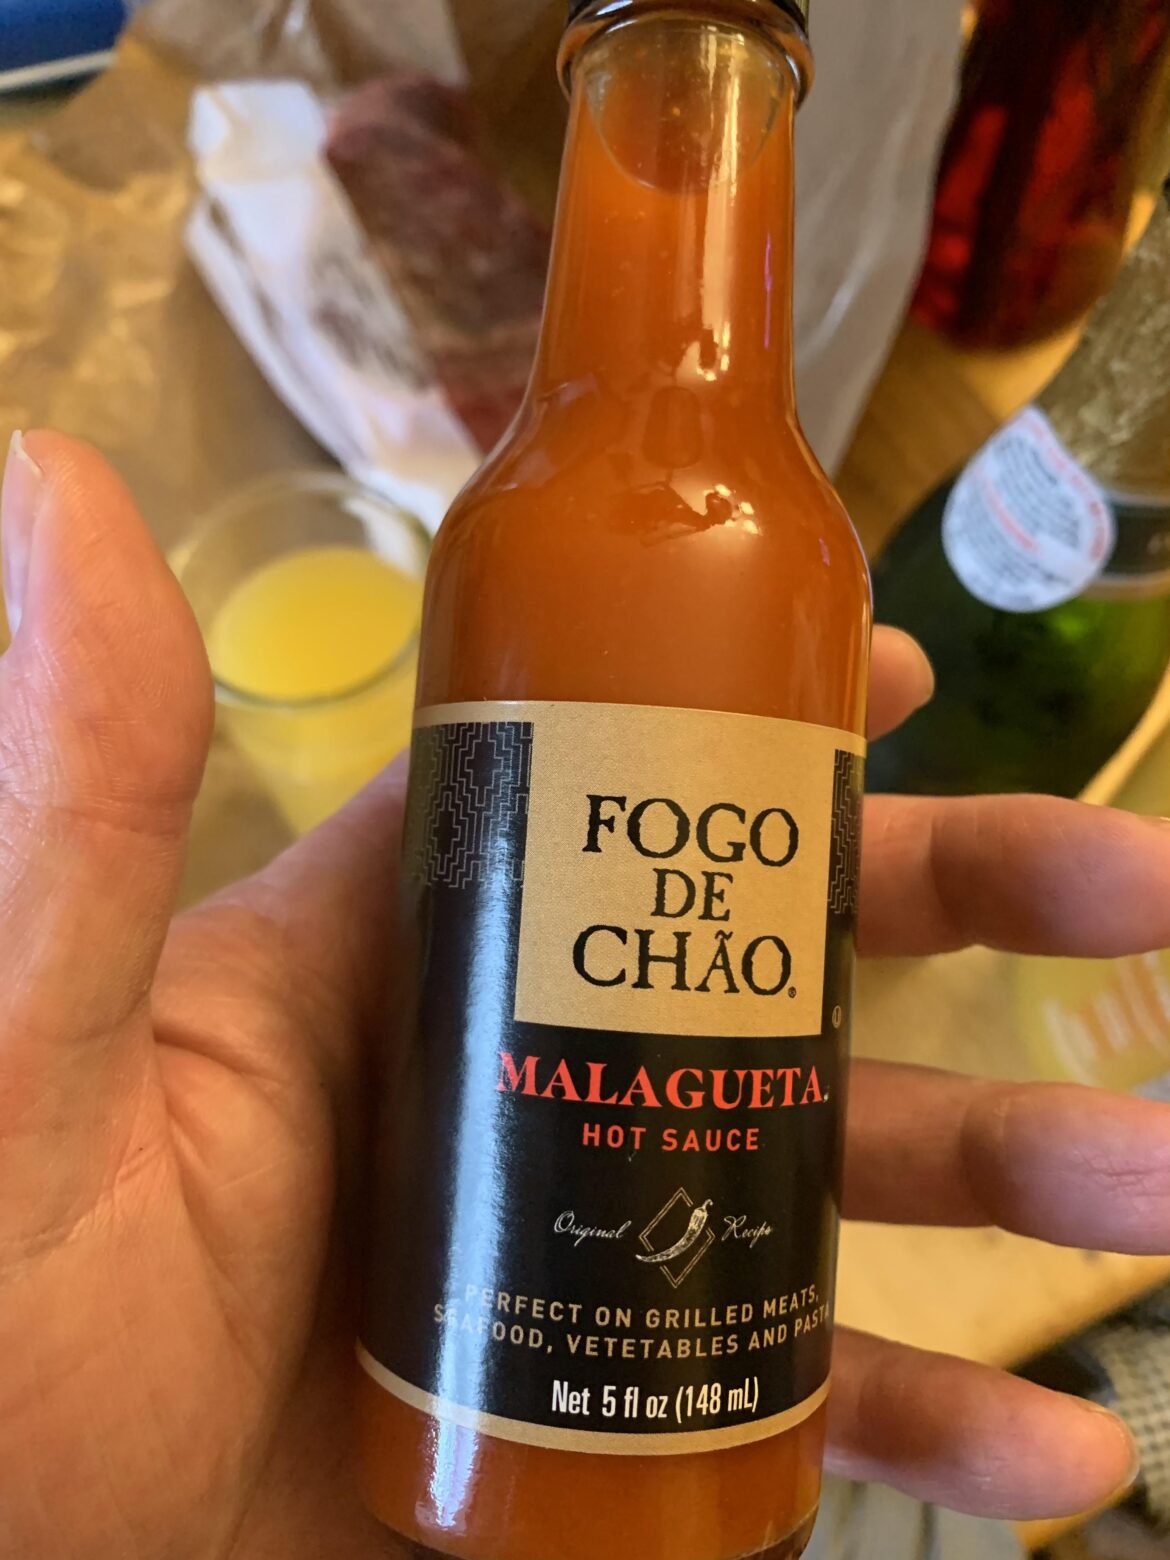 FOGO
DE
CHÃO®
MALAGUETA
HOT SAUCE
Original Recipe
PERFECT ON GRILLED MEATS,
SEAFOOD, VETETABLES AND PASTA
Net 5 fl oz (148 mL)